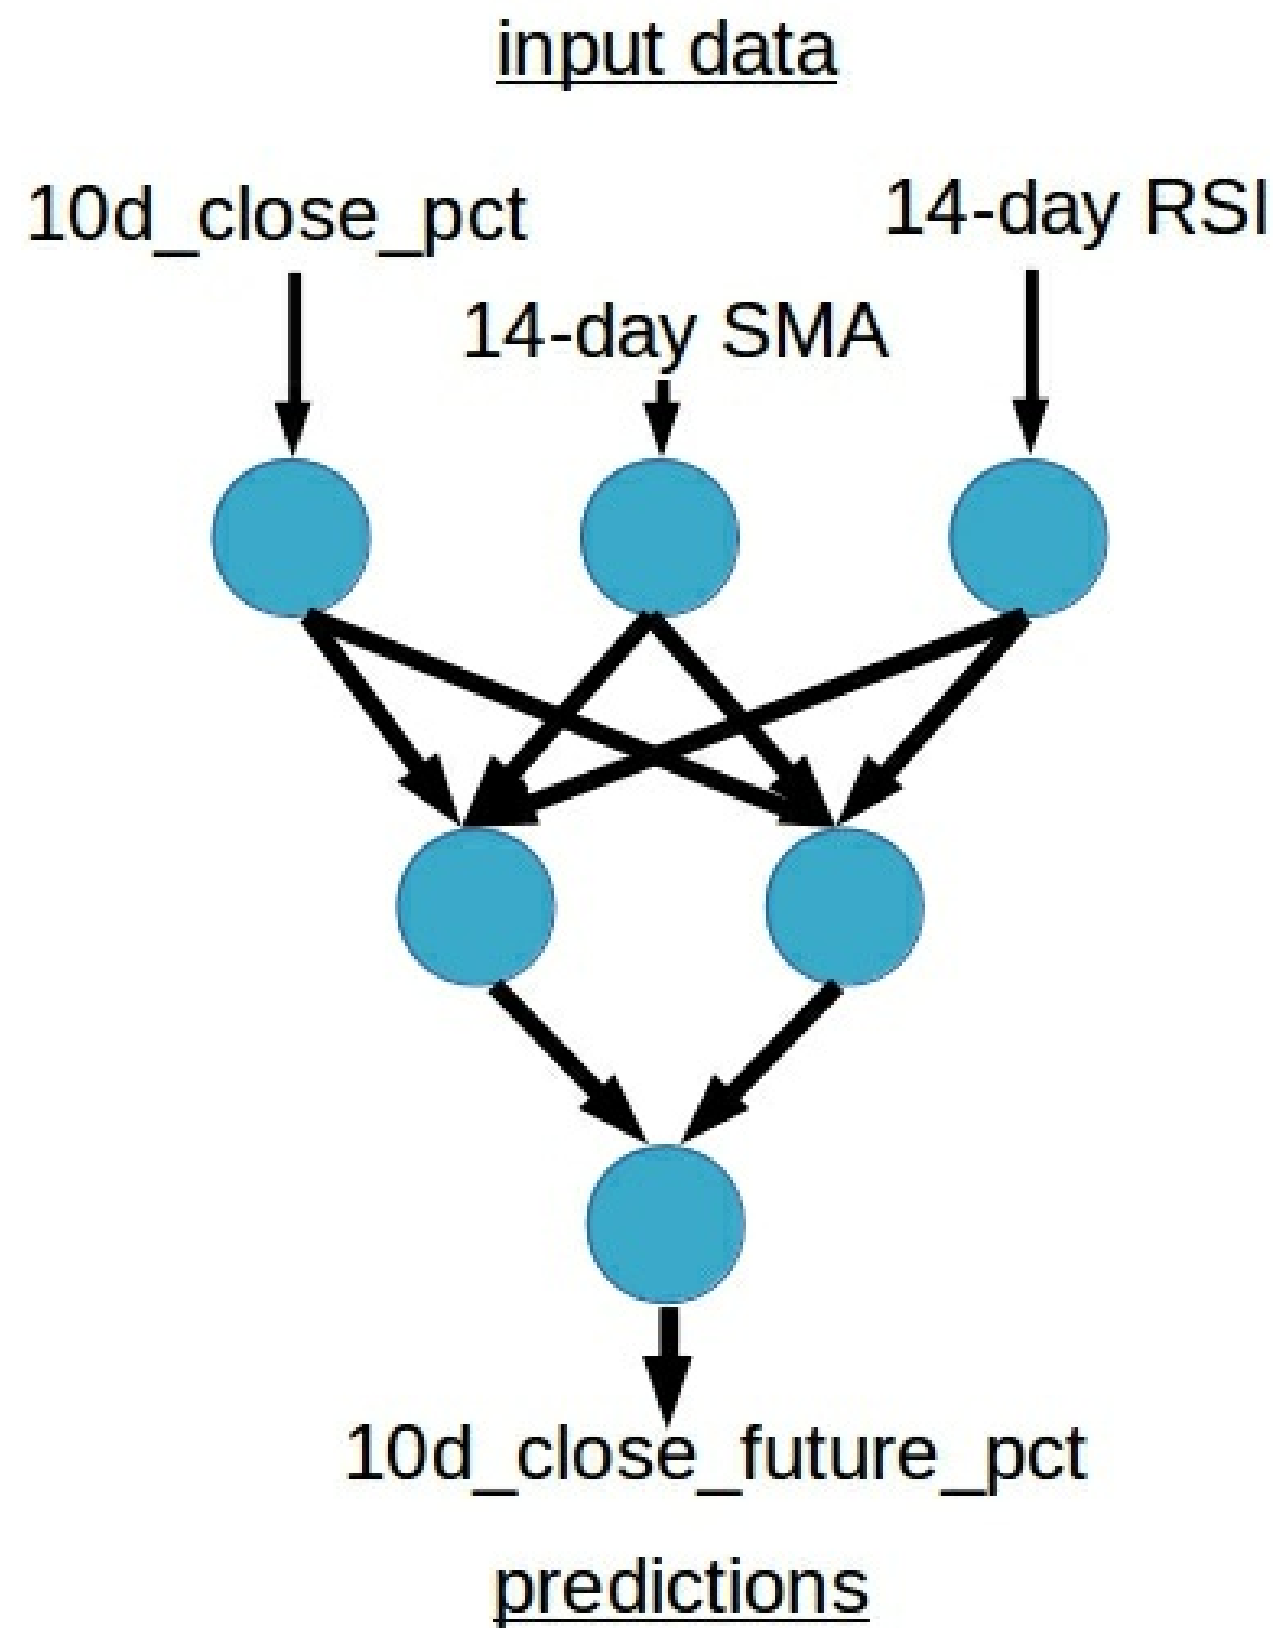 input data
10d_close_pct
14-day RSI
14-day SMA
10d_close_future_pct
predictions